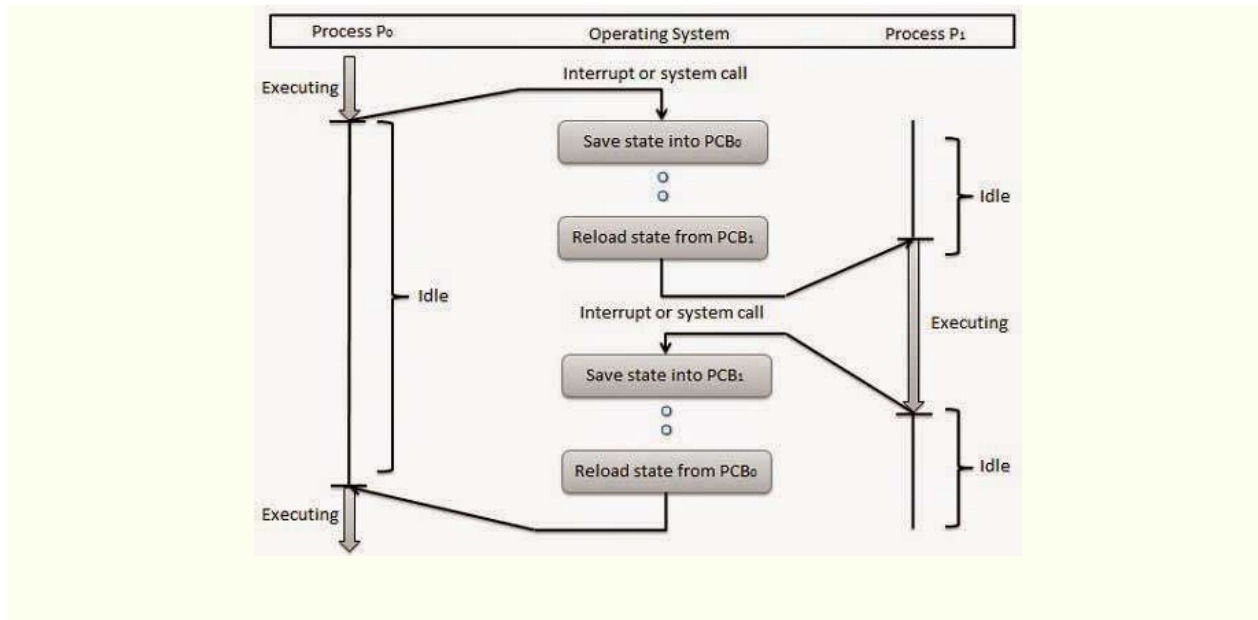 Process P₀
Operating System
Process P₁
Interrupt or system call
Executing
Save state into PCB₀
Idle
Reload state from PCB₁
Idle
Interrupt or system call
Executing
Save state into PCB₁
Idle
Reload state from PCB₀
Executing